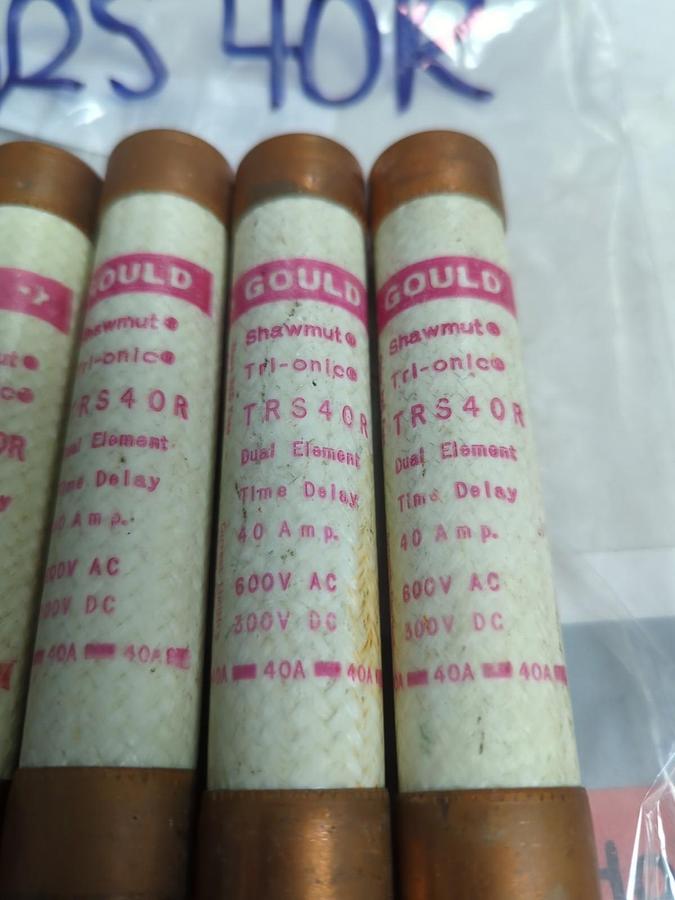 RS 40R
GOULD
Shawmut®
Tri-onic®
TRS40R
Dual Element
Time Delay
40 Amp.
600V AC
300V DC
40A 40A
GOULD
Shawmut®
Tri-onic®
TRS40R
Dual Element
Time Delay
40 Amp.
600V AC
300V DC
40A 40A
GOULD
Shawmut®
Tri-onic®
TRS40R
Dual Element
Time Delay
40 Amp.
600V AC
300V DC
40A 40A